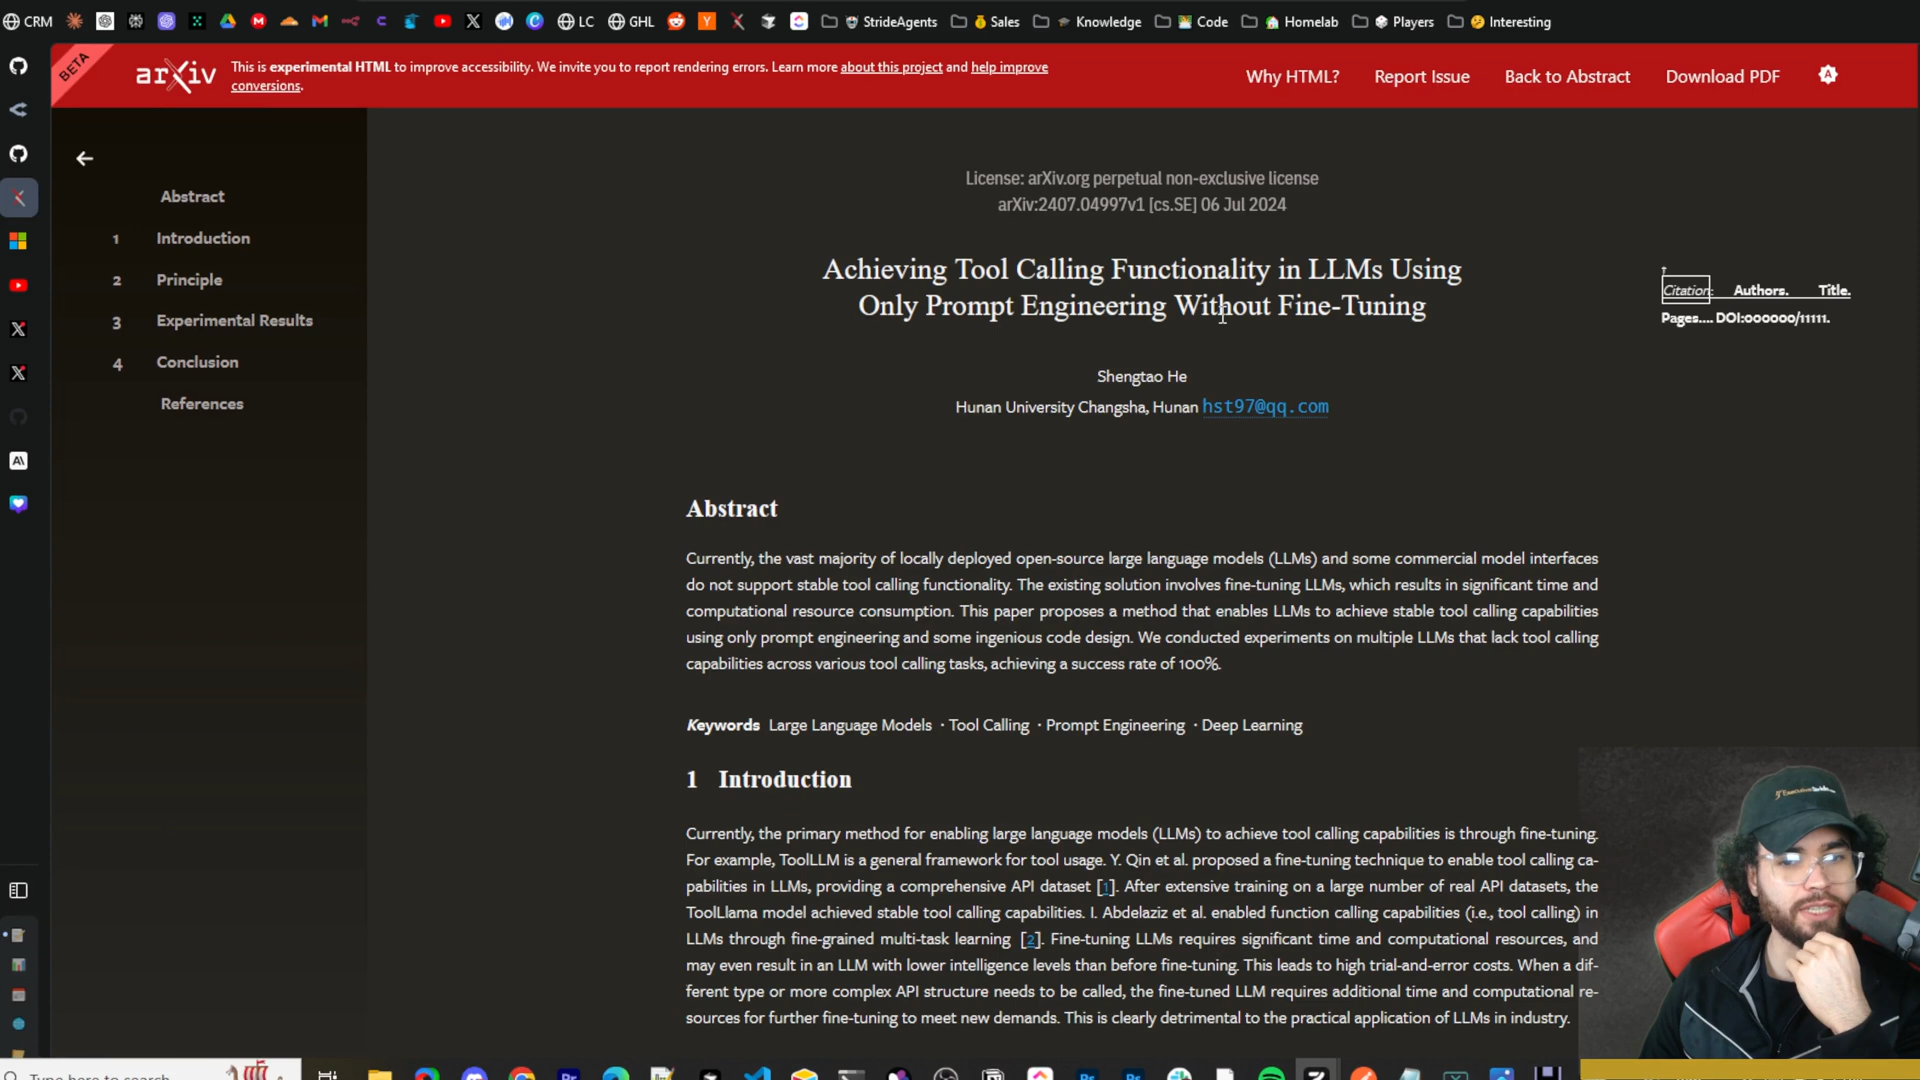 CRM
LC
GHL
StrideAgents
Sales
Knowledge
Code
Homelab
Players
Interesting
BETA
arXiv
This is experimental HTML to improve accessibility. We invite you to report rendering errors. Learn more about this project and help improve
conversions.
Why HTML?
Report Issue
Back to Abstract
Download PDF
Abstract
1 Introduction
2 Principle
3 Experimental Results
4 Conclusion
References
License: arXiv.org perpetual non-exclusive license
arXiv:2407.04997v1 [cs.SE] 06 Jul 2024
Achieving Tool Calling Functionality in LLMs Using
Only Prompt Engineering Without Fine-Tuning
Citation: Authors. Title.
Pages.... DOI:000000/11111.
Shengtao He
Hunan University Changsha, Hunan hst97@qq.com
Abstract
Currently, the vast majority of locally deployed open-source large language models (LLMs) and some commercial model interfaces
do not support stable tool calling functionality. The existing solution involves fine-tuning LLMs, which results in significant time and
computational resource consumption. This paper proposes a method that enables LLMs to achieve stable tool calling capabilities
using only prompt engineering and some ingenious code design. We conducted experiments on multiple LLMs that lack tool calling
capabilities across various tool calling tasks, achieving a success rate of 100%.
Keywords Large Language Models · Tool Calling · Prompt Engineering · Deep Learning
1 Introduction
Currently, the primary method for enabling large language models (LLMs) to achieve tool calling capabilities is through fine-tuning.
For example, ToolLLM is a general framework for tool usage. Y. Qin et al. proposed a fine-tuning technique to enable tool calling ca-
pabilities in LLMs, providing a comprehensive API dataset [1]. After extensive training on a large number of real API datasets, the
ToolLlama model achieved stable tool calling capabilities. I. Abdelaziz et al. enabled function calling capabilities (i.e., tool calling) in
LLMs through fine-grained multi-task learning [2]. Fine-tuning LLMs requires significant time and computational resources, and
may even result in an LLM with lower intelligence levels than before fine-tuning. This leads to high trial-and-error costs. When a dif-
ferent type or more complex API structure needs to be called, the fine-tuned LLM requires additional time and computational re-
sources for further fine-tuning to meet new demands. This is clearly detrimental to the practical application of LLMs in industry.
Type here to search